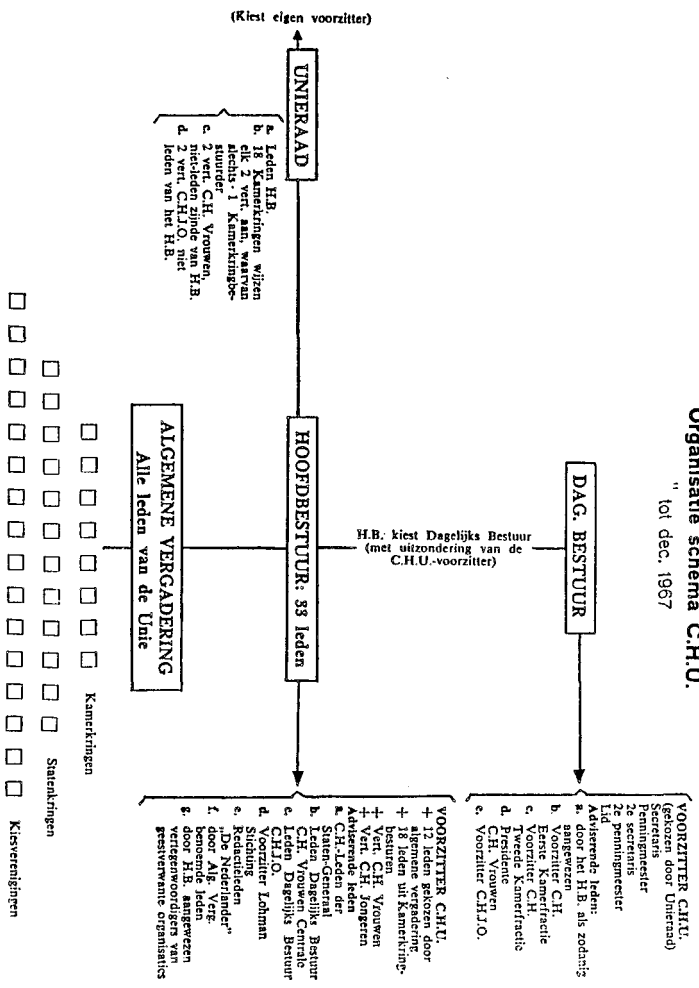 Organisatie schema C.H.U.
" tot dec. 1967
DAG. BESTUUR
VOORZITTER C.H.U.
(gekozen door Unieraad)
Secretaris
Penningmeester
2e secretaris
2e penningmeester
Lid
Adviserende leden:
a. door het H.B. als zodanig
aangewezen
b. Voorzitter C.H.
Eerste Kamerfractie
c. Voorzitter C.H.
Tweede Kamerfractie
d. Presidente
C.H. Vrouwen
e. Voorzitter C.H.J.O.
H.B. kiest Dagelijks Bestuur
(met uitzondering van de
C.H.U.-voorzitter)
(Kiest eigen voorzitter)
UNIERAAD
a. Leden H.B.
b. 18 Kamerkringen wijzen
elk 2 vert. aan, waarvan
slechts 1 Kamerkringbe-
stuurder
c. 2 vert. C.H. Vrouwen,
niet-leden zijnde van H.B.
d. 2 vert. C.H.J.O. niet
leden van het H.B.
HOOFDBESTUUR: 33 leden
VOORZITTER C.H.U.
+ 12 leden gekozen door
algemene vergadering
+ 18 leden uit Kamerkring-
besturen
+ Vert. C.H. Vrouwen
+ Vert. C.H. Jongeren
Adviserende leden
a. C.H.-Leden der
Staten-Generaal
b. Leden Dagelijks Bestuur
C.H. Vrouwen Centrale
c. Leden Dagelijks Bestuur
C.H.J.O.
d. Voorzitter Lohman
Stichting
e. Redactieleden
„De Nederlander"
f. door Alg. Verg.
benoemde leden
g. door H.B. aangewezen
vertegenwoordigers van
geestverwante organisaties
ALGEMENE VERGADERING
Alle leden van de Unie
Kamerkringen
Statenkringen
Kiesverenigingen